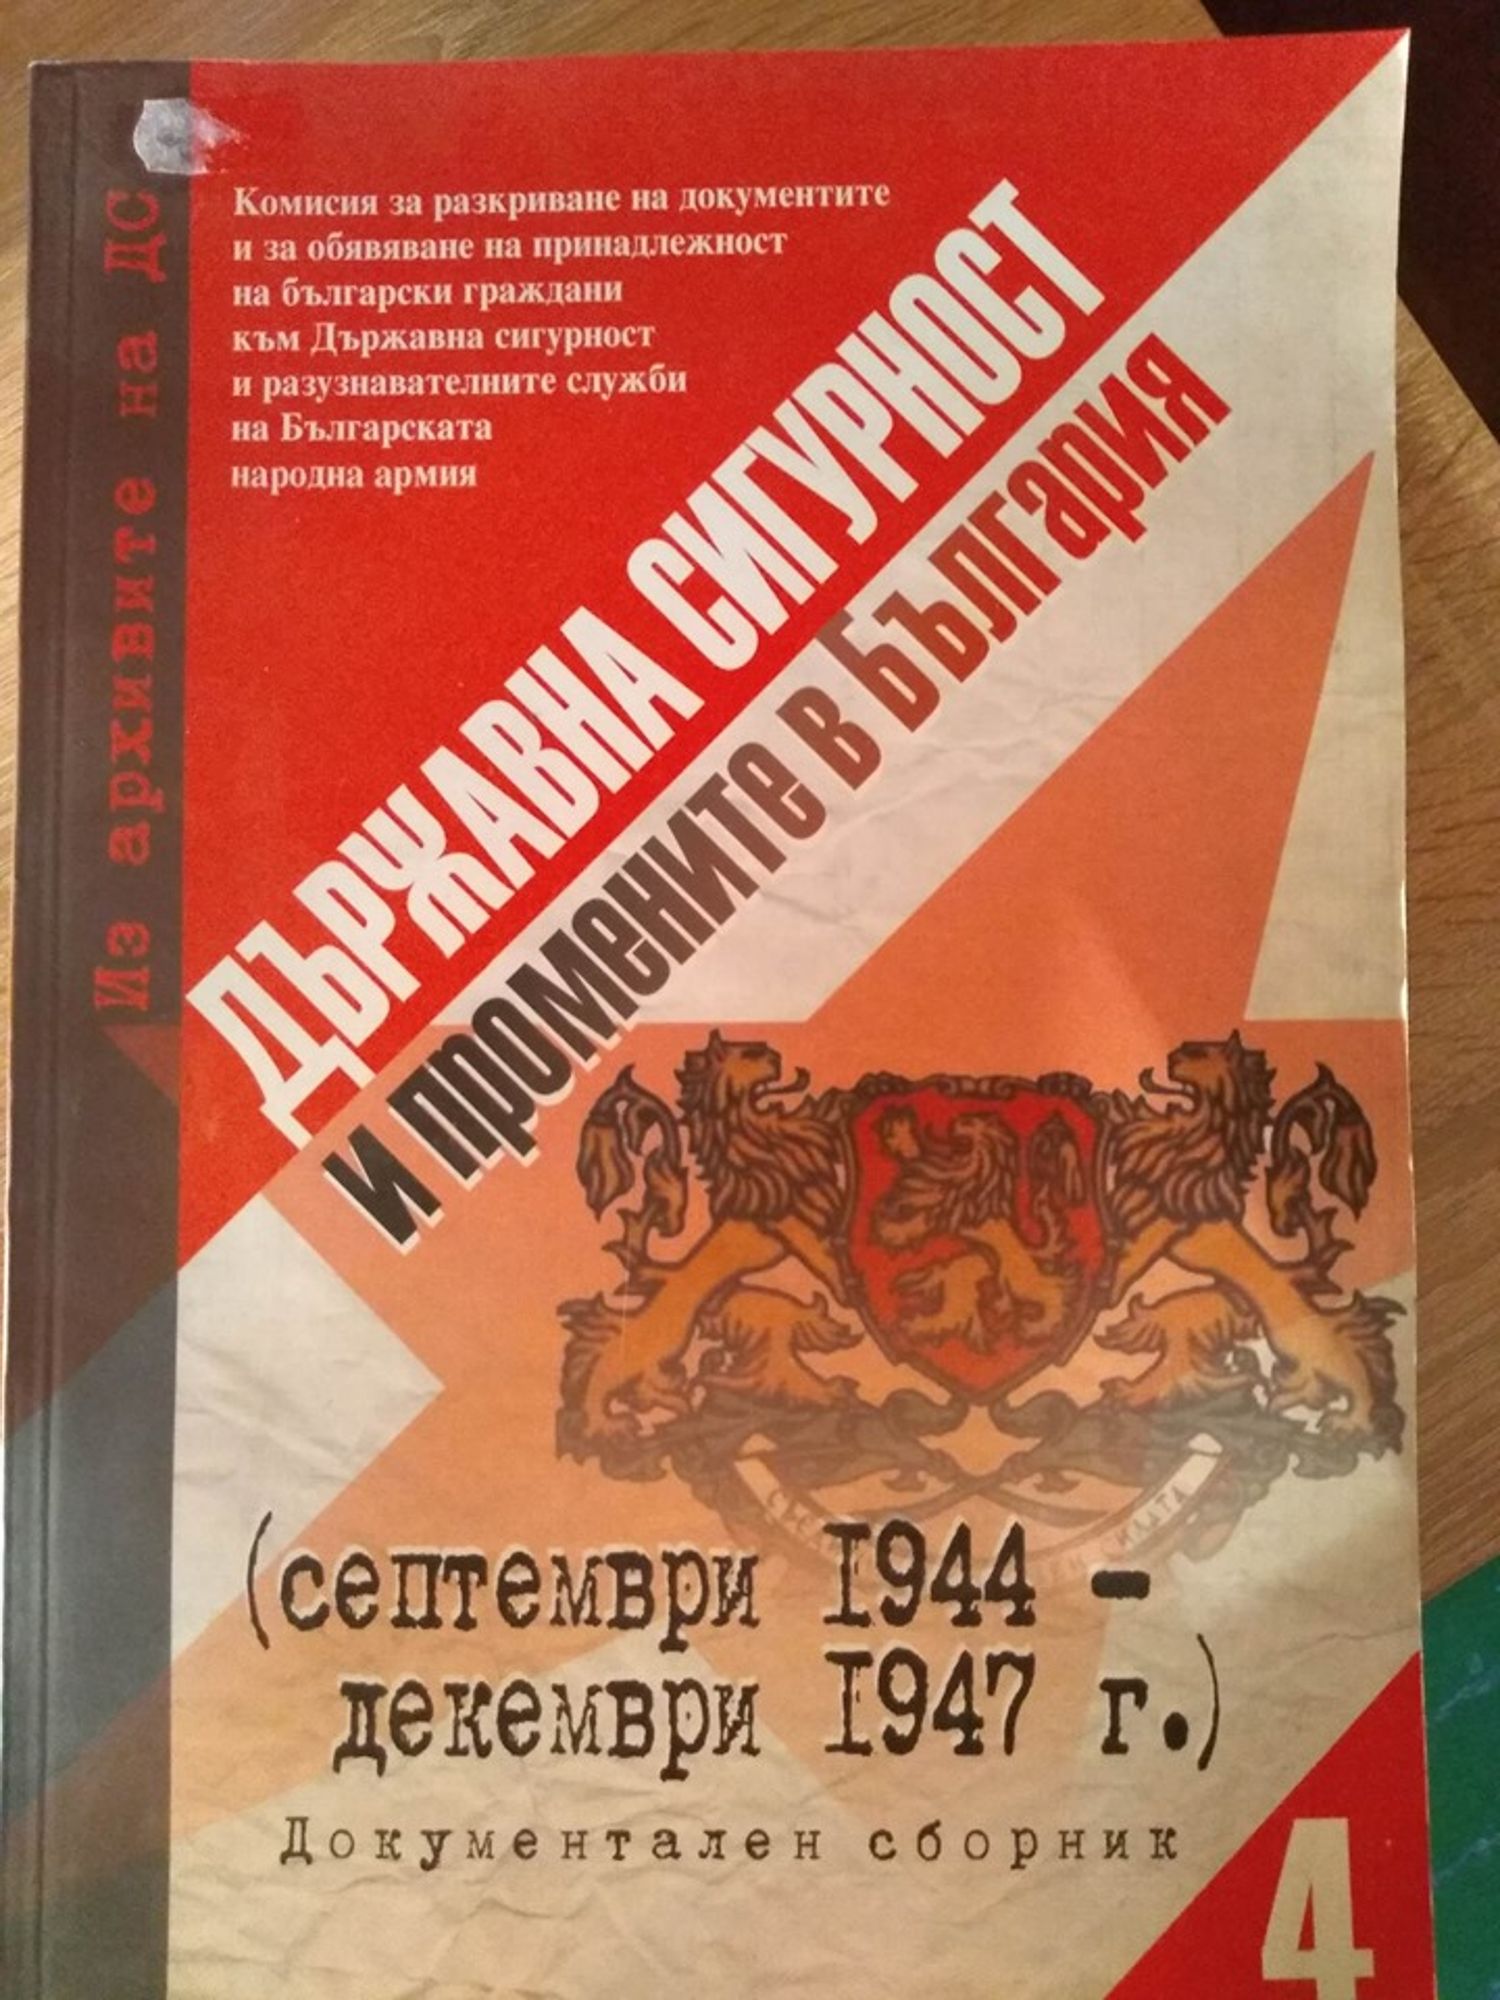 Из архивите на ДС
Комисия за разкриване на документите
и за обявяване на принадлежност
на български граждани
към Държавна сигурност
и разузнавателните служби
на Българската
народна армия
ДЪРЖАВНА СИГУРНОСТ
и промените в България
(септември 1944 –
декември 1947 г.)
Документален сборник
4